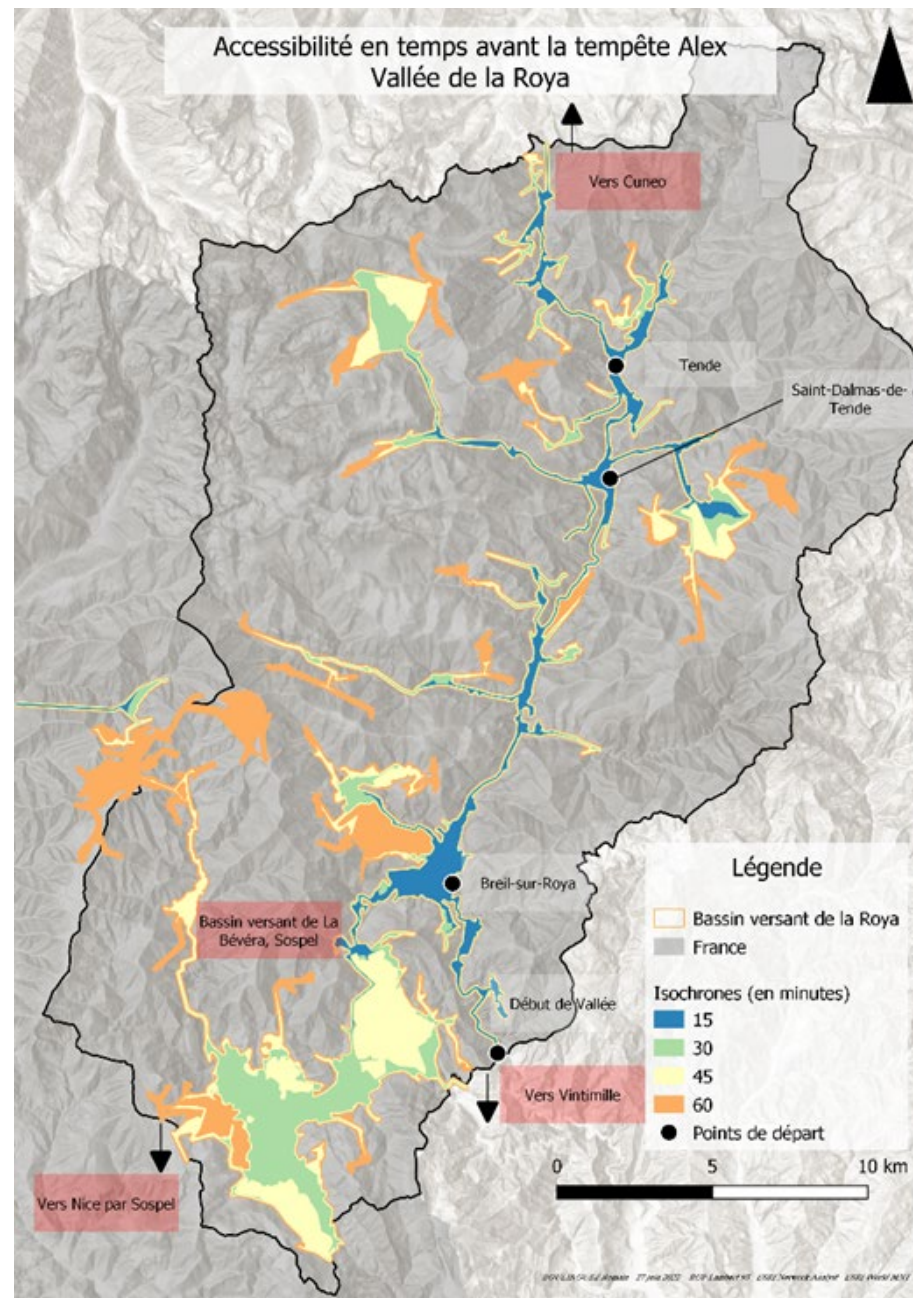 Accessibilité en temps avant la tempête Alex
Vallée de la Roya
Vers Cuneo
Tende
Saint-Dalmas-de-
Tende
Breil-sur-Roya
Bassin versant de La
Bévéra, Sospel
Début de Vallée
Vers Vintimille
Vers Nice par Sospel
Légende
Bassin versant de la Roya
France
Isochrones (en minutes)
15
30
45
60
Points de départ
0 5 10 km
27 juin 2022